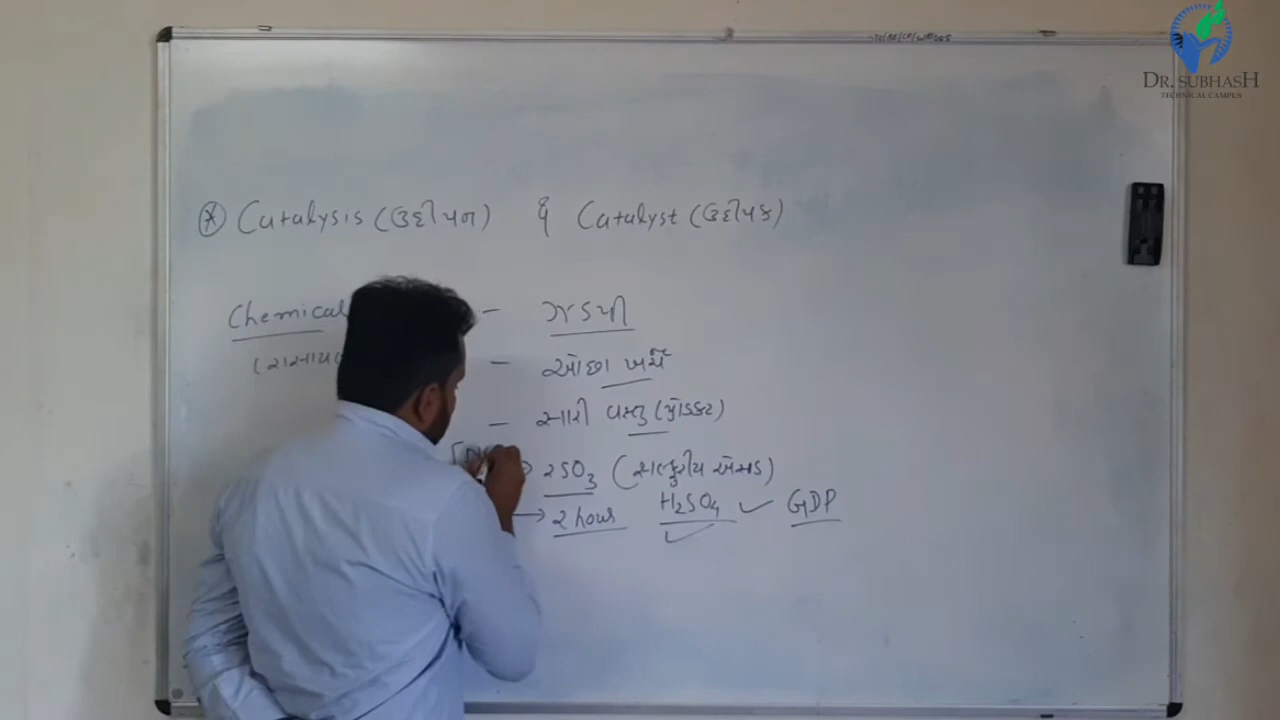 DR. SUBHASH
TECHNICAL CAMPUS
* Catalysis (ઉદ્દીપન) & Catalyst (ઉદ્દીપક)
Chemical - ઝડપી
- ઓછા ખર્ચે
- સારી વસ્તુ (પ્રોડક્ટ)
2SO3 (સલ્ફ્યુરીક એસિડ)
→ 2 hour H2SO4 ✓ GDP
✓